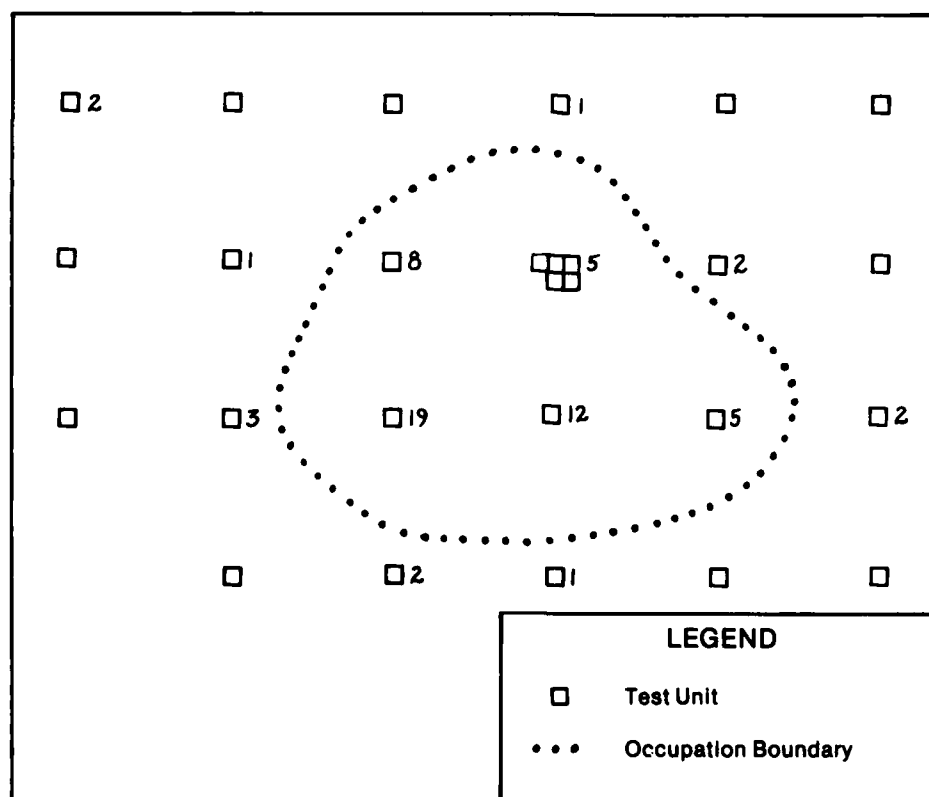 2 1
1 8 5 2
3 19 12 5 2
2 1
LEGEND
Test Unit
Occupation Boundary